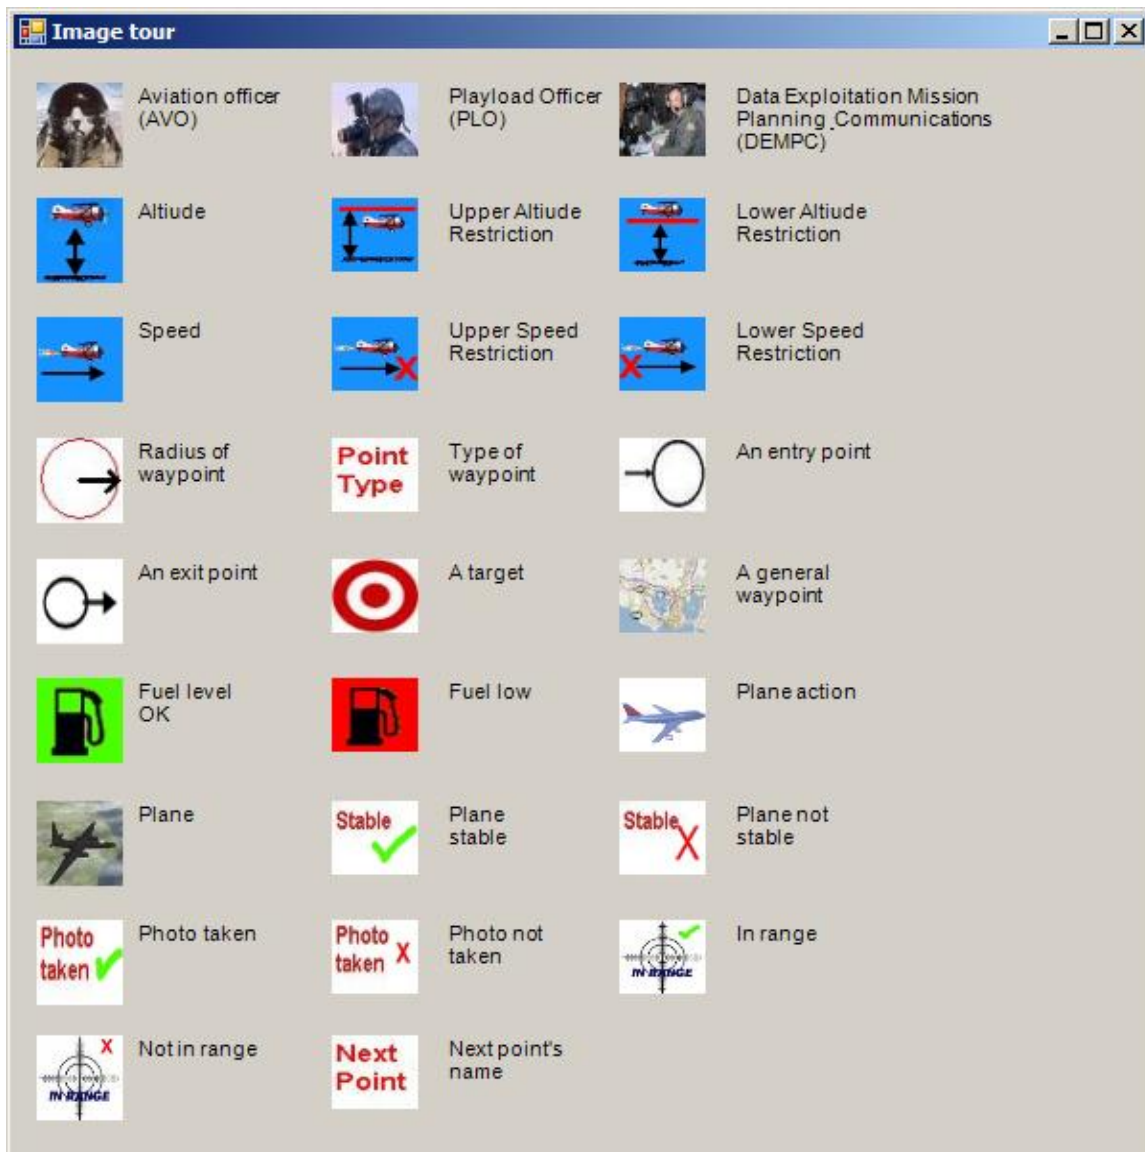 Image tour
Aviation officer
(AVO)
Playload Officer
(PLO)
Data Exploitation Mission
Planning Communications
(DEMPC)
Altiude
Upper Altiude
Restriction
Lower Altiude
Restriction
Speed
Upper Speed
Restriction
Lower Speed
Restriction
Radius of
waypoint
Point
Type
Type of
waypoint
An entry point
An exit point
A target
A general
waypoint
Fuel level
OK
Fuel low
Plane action
Plane
Stable
Plane
stable
Stable
Plane not
stable
Photo
taken
Photo taken
Photo
taken
Photo not
taken
IN RANGE
In range
IN RANGE
Not in range
Next
Point
Next point's
name